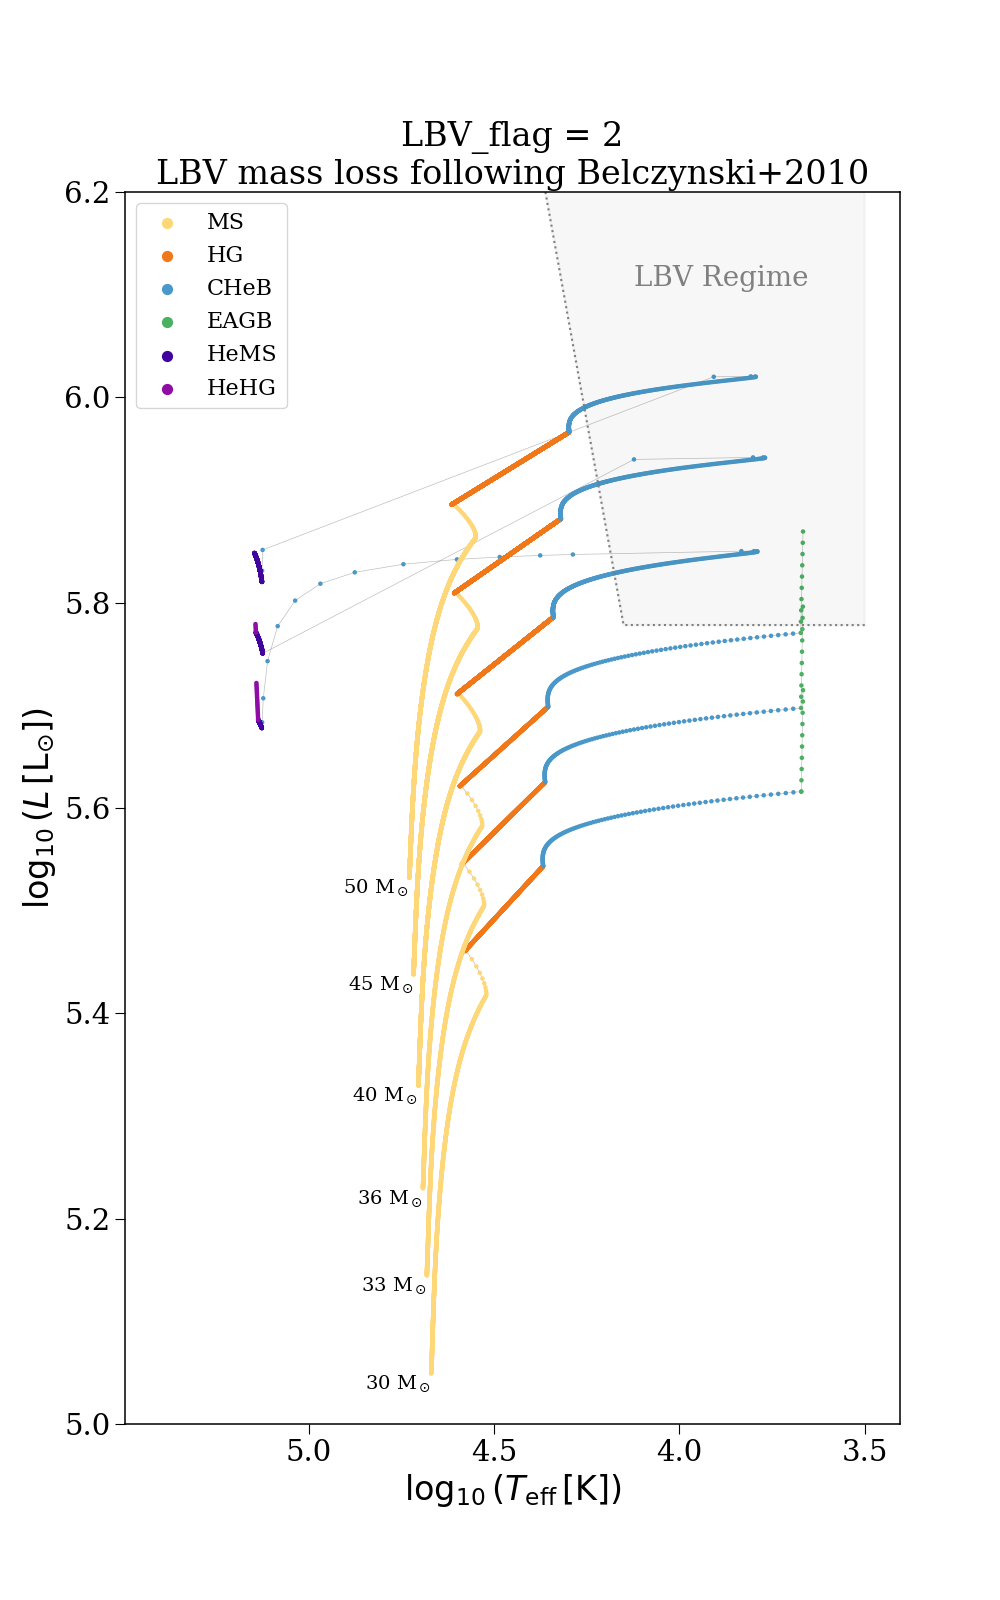 LBV_flag = 2
LBV mass loss following Belczynski+2010
6.2
MS
HG
CHeB
EAGB
HeMS
HeHG
LBV Regime
6.0
5.8
5.6
5.4
5.2
5.0
log₁₀ (L [L⊙])
50 M⊙
45 M⊙
40 M⊙
36 M⊙
33 M⊙
30 M⊙
5.0 4.5 4.0 3.5
log₁₀ (T_eff [K])